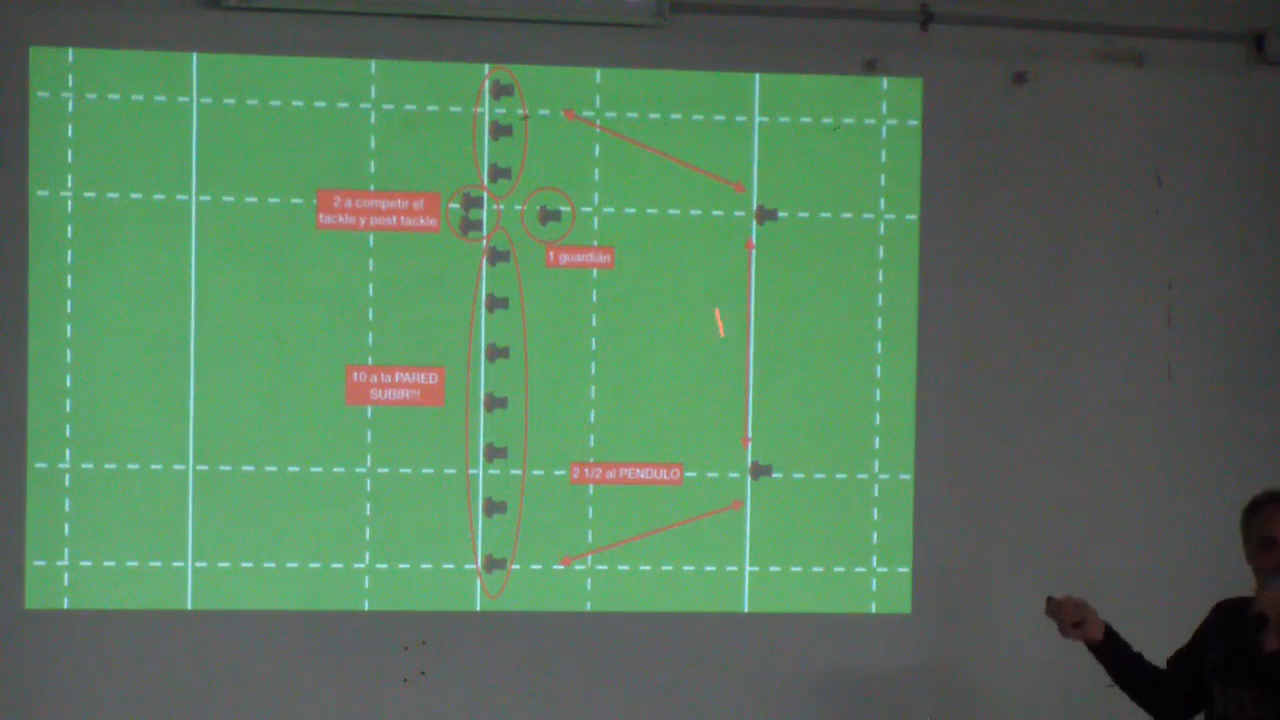 2 a competir el
tackle y post tackle
1 guardián
10 a la PARED
SUBIR!!!
2 1/2 al PENDULO